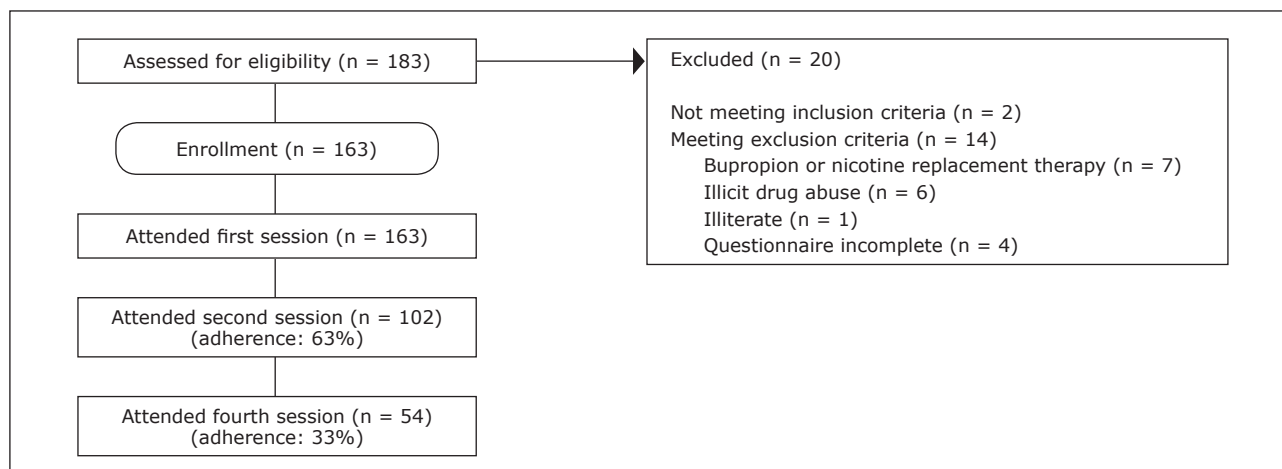 Assessed for eligibility (n = 183)
Enrollment (n = 163)
Attended first session (n = 163)
Attended second session (n = 102)
(adherence: 63%)
Attended fourth session (n = 54)
(adherence: 33%)
Excluded (n = 20)
Not meeting inclusion criteria (n = 2)
Meeting exclusion criteria (n = 14)
Bupropion or nicotine replacement therapy (n = 7)
Illicit drug abuse (n = 6)
Illiterate (n = 1)
Questionnaire incomplete (n = 4)